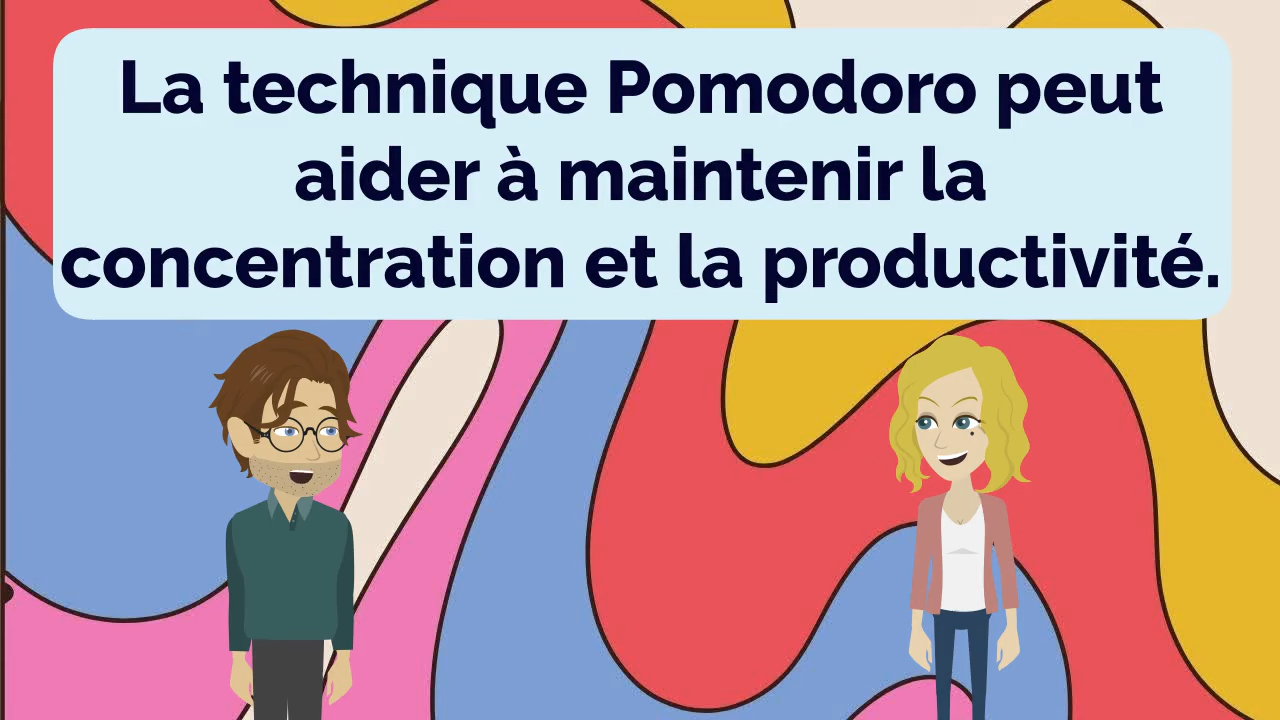 La technique Pomodoro peut
aider à maintenir la
concentration et la productivité.